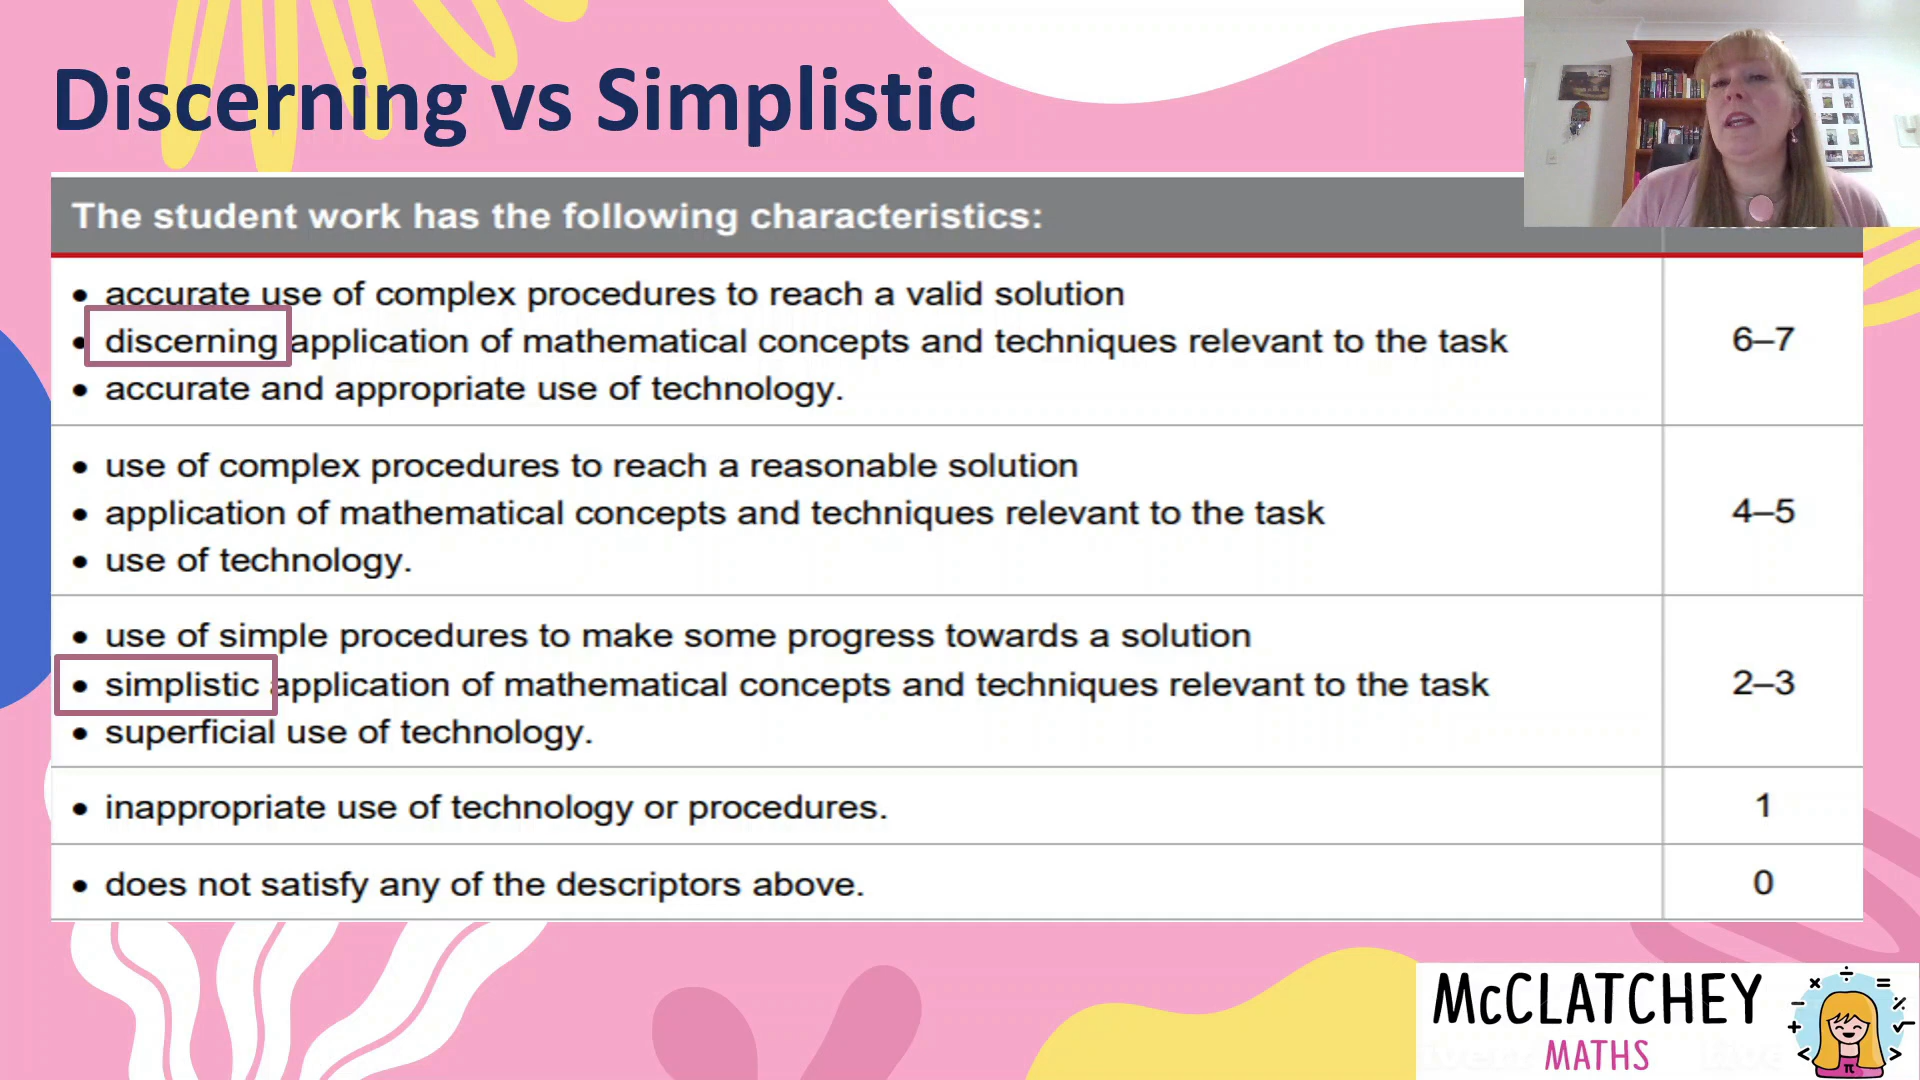 Discerning vs Simplistic
The student work has the following characteristics:
• accurate use of complex procedures to reach a valid solution
• discerning application of mathematical concepts and techniques relevant to the task
• accurate and appropriate use of technology.
6–7
• use of complex procedures to reach a reasonable solution
• application of mathematical concepts and techniques relevant to the task
• use of technology.
4–5
• use of simple procedures to make some progress towards a solution
• simplistic application of mathematical concepts and techniques relevant to the task
• superficial use of technology.
2–3
• inappropriate use of technology or procedures.
1
• does not satisfy any of the descriptors above.
0
McCLATCHEY
MATHS